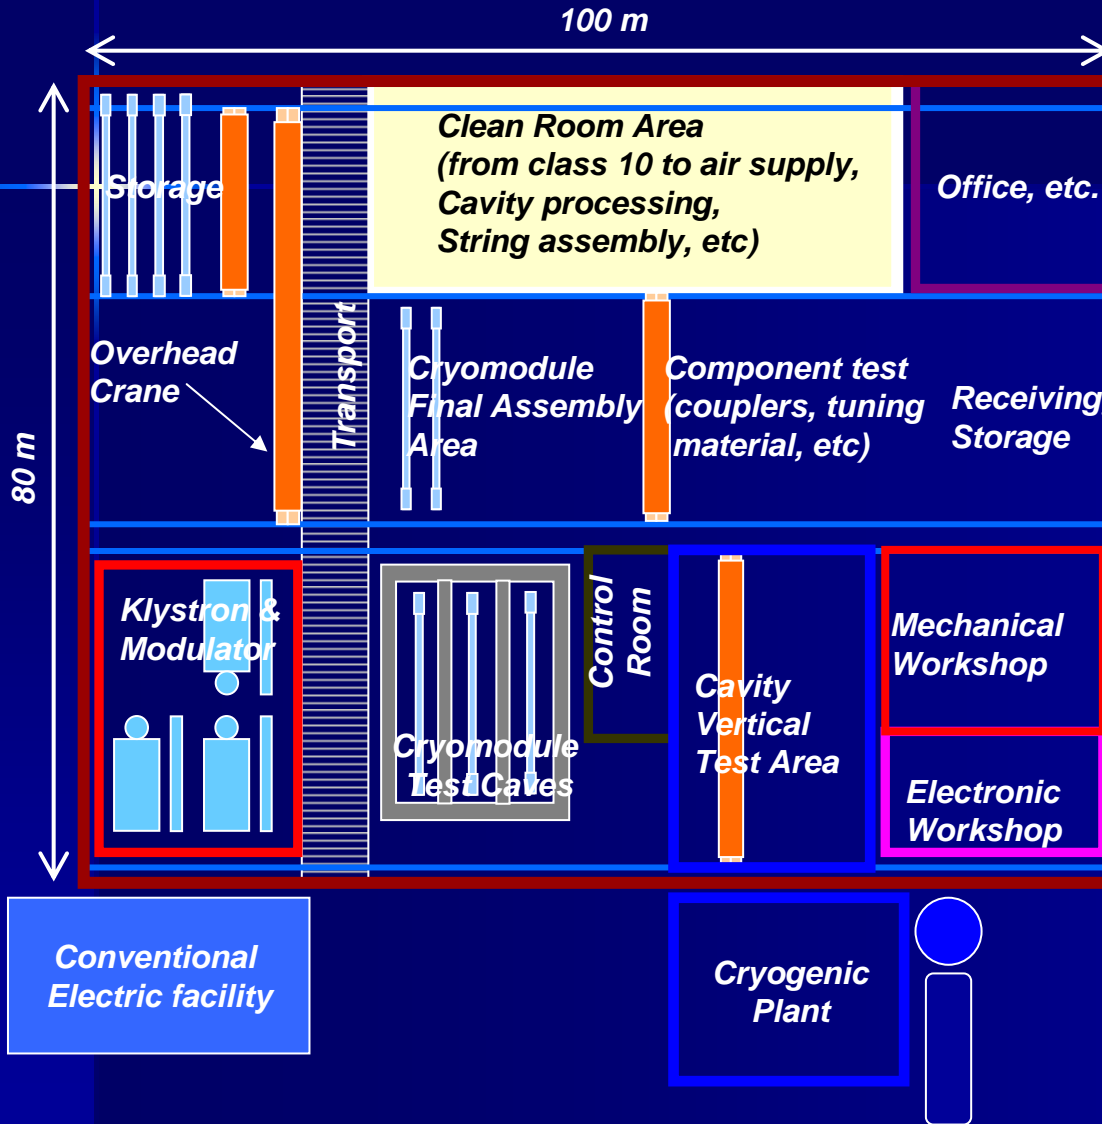 100 m
80 m
Storage
Clean Room Area
(from class 10 to air supply,
Cavity processing,
String assembly, etc)
Office, etc.
Overhead
Crane
Transport
Cryomodule
Final Assembly
Area
Component test
(couplers, tuning
material, etc)
Receiving,
Storage
Klystron &
Modulator
Cryomodule
Test Caves
Control
Room
Cavity
Vertical
Test Area
Mechanical
Workshop
Electronic
Workshop
Conventional
Electric facility
Cryogenic
Plant